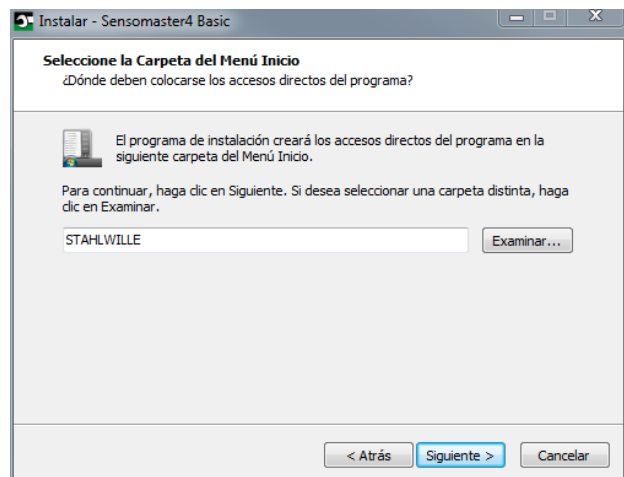 Instalar - Sensomaster4 Basic
Seleccione la Carpeta del Menú Inicio
¿Dónde deben colocarse los accesos directos del programa?
El programa de instalación creará los accesos directos del programa en la
siguiente carpeta del Menú Inicio.
Para continuar, haga clic en Siguiente. Si desea seleccionar una carpeta distinta, haga
clic en Examinar.
STAHLWILLE
Examinar...
< Atrás
Siguiente >
Cancelar